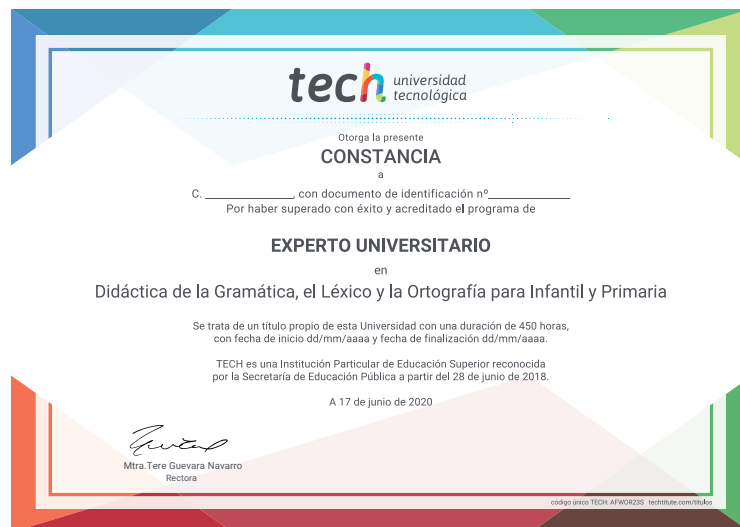 tech universidad
tecnológica
Otorga la presente
CONSTANCIA
a
C. ________________, con documento de identificación nº______________
Por haber superado con éxito y acreditado el programa de
EXPERTO UNIVERSITARIO
en
Didáctica de la Gramática, el Léxico y la Ortografía para Infantil y Primaria
Se trata de un título propio de esta Universidad con una duración de 450 horas,
con fecha de inicio dd/mm/aaaa y fecha de finalización dd/mm/aaaa.
TECH es una Institución Particular de Educación Superior reconocida
por la Secretaría de Educación Pública a partir del 28 de junio de 2018.
A 17 de junio de 2020
Mtra.Tere Guevara Navarro
Rectora
código único TECH: AFWOR23S techtitute.com/titulos